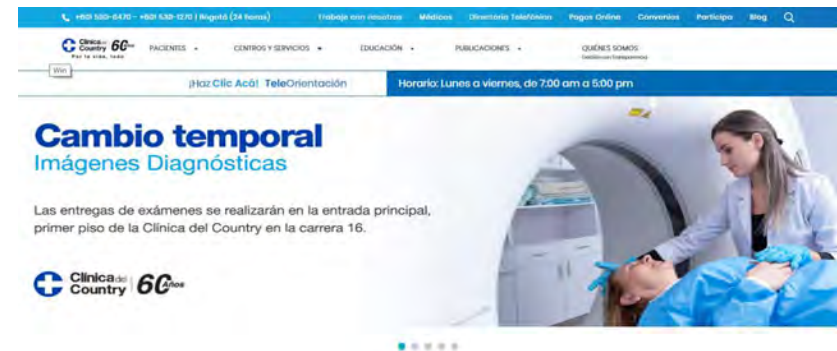 +601 530-0470 - +601 530-1270 | Bogotá (24 horas) Trabaje con nosotros Médicos Directorio Telefónico Pagos Online Convenios Participa Blog
Clínica del Country 60 Años
Por la vida, todo
PACIENTES CENTROS Y SERVICIOS EDUCACIÓN PUBLICACIONES QUIÉNES SOMOS
Win
¡Haz Clic Acá! TeleOrientación Horario: Lunes a viernes, de 7:00 am a 5:00 pm
Cambio temporal
Imágenes Diagnósticas
Las entregas de exámenes se realizarán en la entrada principal,
primer piso de la Clínica del Country en la carrera 16.
Clínica del
Country 60 Años